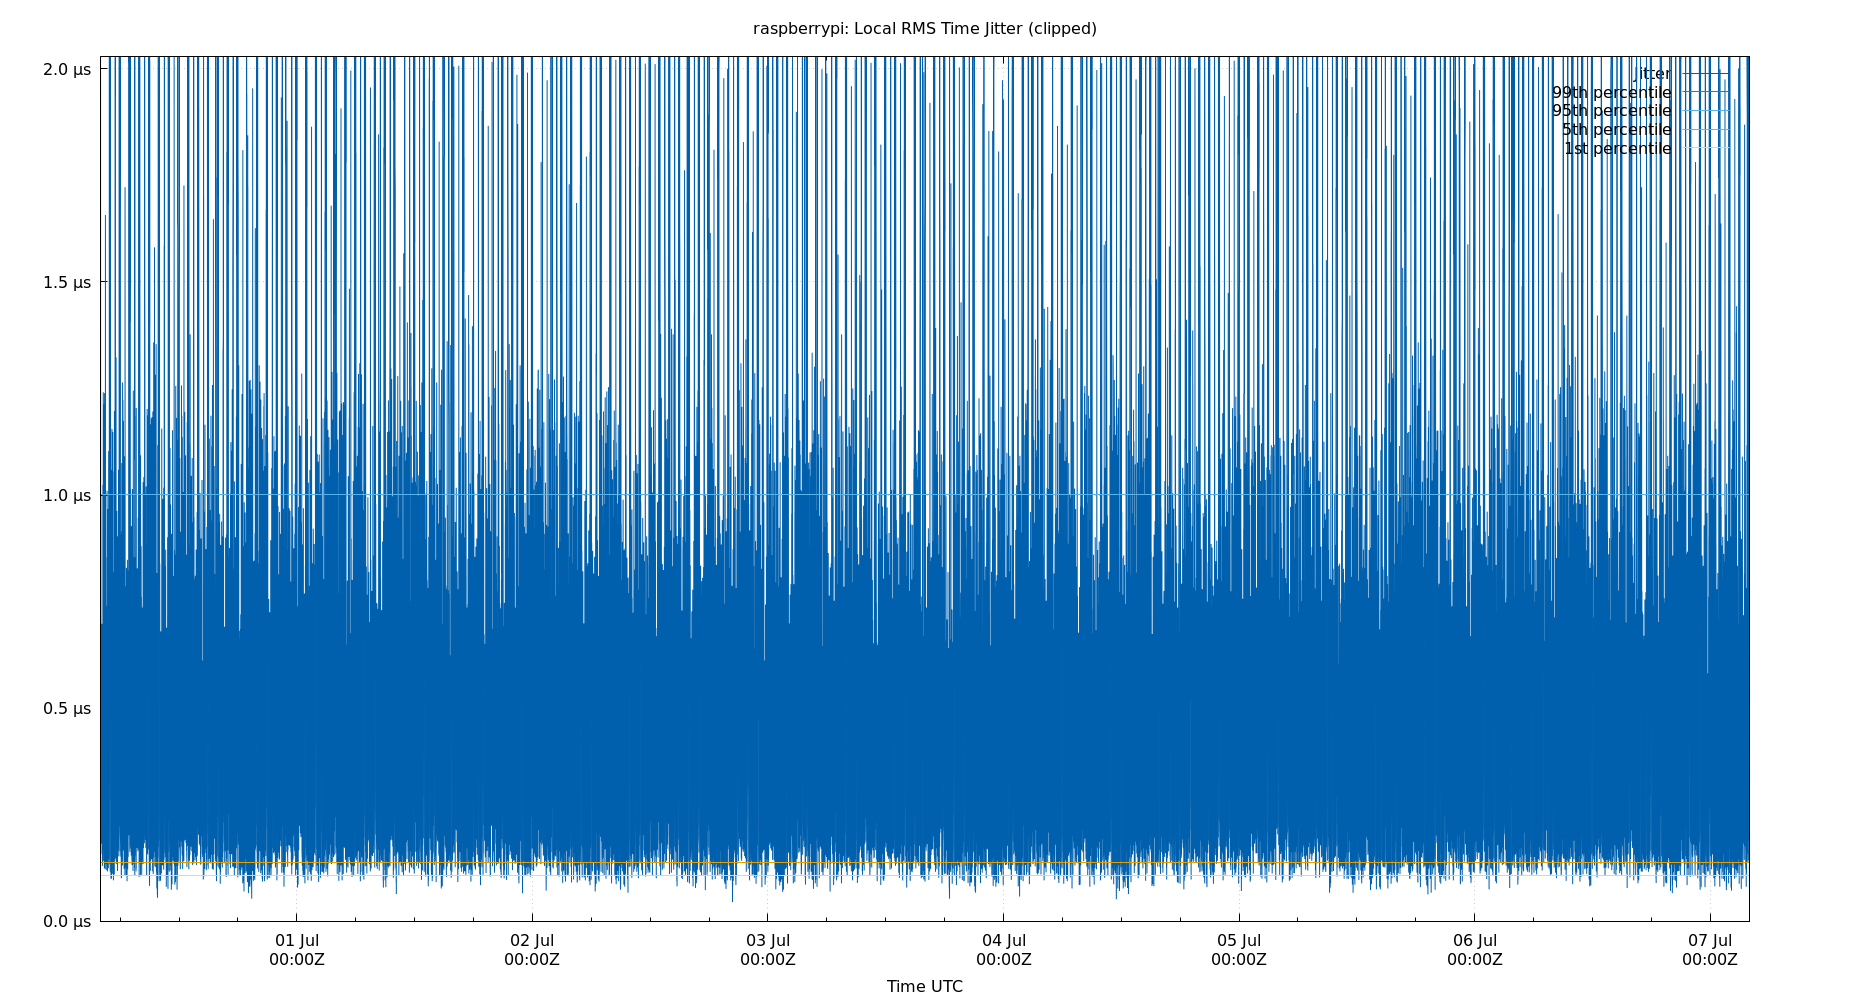 raspberrypi: Local RMS Time Jitter (clipped)
2.0 µs
1.5 µs
1.0 µs
0.5 µs
0.0 µs
jitter
99th percentile
95th percentile
5th percentile
1st percentile
01 Jul
00:00Z
02 Jul
00:00Z
03 Jul
00:00Z
04 Jul
00:00Z
05 Jul
00:00Z
06 Jul
00:00Z
07 Jul
00:00Z
Time UTC